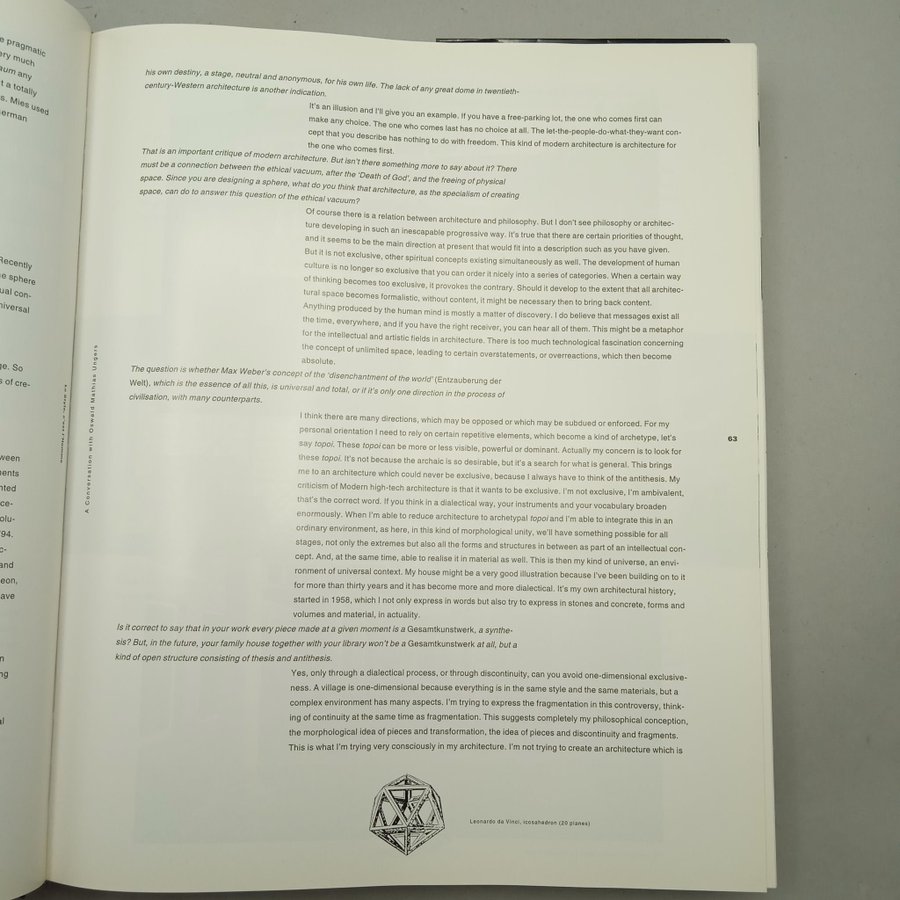 e pragmatic
ery much
aum any
t a totally
s. Mies used
erman
Recently
e sphere
ual con-
niversal
ge. So
s of cre-
ween
ments
nted
ce-
olu-
'94.
c-
and
eon,
ave
n
ng
al
A Conversation with Oswald Mathias Ungers
his own destiny, a stage, neutral and anonymous, for his own life. The lack of any great dome in twentieth-
century-Western architecture is another indication.
It's an illusion and I'll give you an example. If you have a free-parking lot, the one who comes first can
make any choice. The one who comes last has no choice at all. The let-the-people-do-what-they-want con-
cept that you describe has nothing to do with freedom. This kind of modern architecture is architecture for
the one who comes first.
That is an important critique of modern architecture. But isn't there something more to say about it? There
must be a connection between the ethical vacuum, after the 'Death of God', and the freeing of physical
space. Since you are designing a sphere, what do you think that architecture, as the specialism of creating
space, can do to answer this question of the ethical vacuum?
Of course there is a relation between architecture and philosophy. But I don't see philosophy or architec-
ture developing in such an inescapable progressive way. It's true that there are certain priorities of thought,
and it seems to be the main direction at present that would fit into a description such as you have given.
But it is not exclusive, other spiritual concepts existing simultaneously as well. The development of human
culture is no longer so exclusive that you can order it nicely into a series of categories. When a certain way
of thinking becomes too exclusive, it provokes the contrary. Should it develop to the extent that all architec-
tural space becomes formalistic, without content, it might be necessary then to bring back content.
Anything produced by the human mind is mostly a matter of discovery. I do believe that messages exist all
the time, everywhere, and if you have the right receiver, you can hear all of them. This might be a metaphor
for the intellectual and artistic fields in architecture. There is too much technological fascination concerning
the concept of unlimited space, leading to certain overstatements, or overreactions, which then become
absolute.
The question is whether Max Weber's concept of the 'disenchantment of the world' (Entzauberung der
Welt), which is the essence of all this, is universal and total, or if it's only one direction in the process of
civilisation, with many counterparts.
I think there are many directions, which may be opposed or which may be subdued or enforced. For my
personal orientation I need to rely on certain repetitive elements, which become a kind of archetype, let's
say topoi. These topoi can be more or less visible, powerful or dominant. Actually my concern is to look for
these topoi. It's not because the archaic is so desirable, but it's a search for what is general. This brings
me to an architecture which could never be exclusive, because I always have to think of the antithesis. My
criticism of Modern high-tech architecture is that it wants to be exclusive. I'm not exclusive, I'm ambivalent,
that's the correct word. If you think in a dialectical way, your instruments and your vocabulary broaden
enormously. When I'm able to reduce architecture to archetypal topoi and I'm able to integrate this in an
ordinary environment, as here, in this kind of morphological unity, we'll have something possible for all
stages, not only the extremes but also all the forms and structures in between as part of an intellectual con-
cept. And, at the same time, able to realise it in material as well. This is then my kind of universe, an envi-
ronment of universal context. My house might be a very good illustration because I've been building on to it
for more than thirty years and it has become more and more dialectical. It's my own architectural history,
started in 1958, which I not only express in words but also try to express in stones and concrete, forms and
volumes and material, in actuality.
Is it correct to say that in your work every piece made at a given moment is a Gesamtkunstwerk, a synthe-
sis? But, in the future, your family house together with your library won't be a Gesamtkunstwerk at all, but a
kind of open structure consisting of thesis and antithesis.
Yes, only through a dialectical process, or through discontinuity, can you avoid one-dimensional exclusive-
ness. A village is one-dimensional because everything is in the same style and the same materials, but a
complex environment has many aspects. I'm trying to express the fragmentation in this controversy, think-
ing of continuity at the same time as fragmentation. This suggests completely my philosophical conception,
the morphological idea of pieces and transformation, the idea of pieces and discontinuity and fragments.
This is what I'm trying very consciously in my architecture. I'm not trying to create an architecture which is
63
Leonardo da Vinci, icosahedron (20 planes)